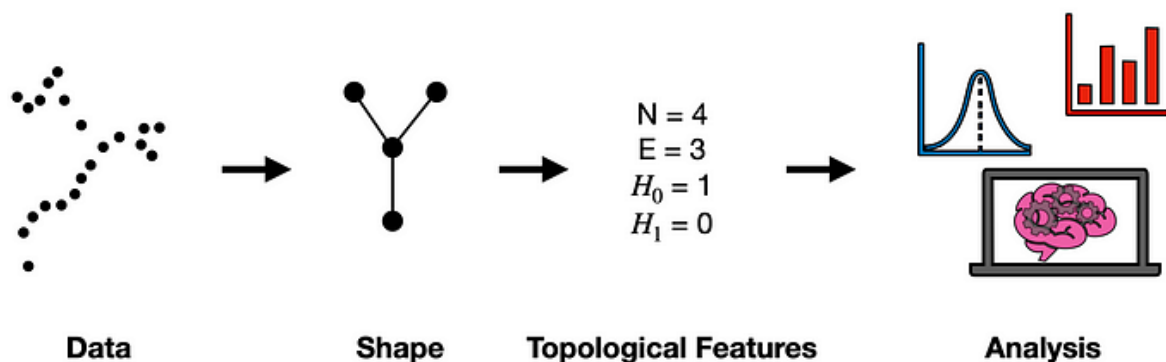 N = 4
E = 3
H₀ = 1
H₁ = 0
Data
Shape
Topological Features
Analysis